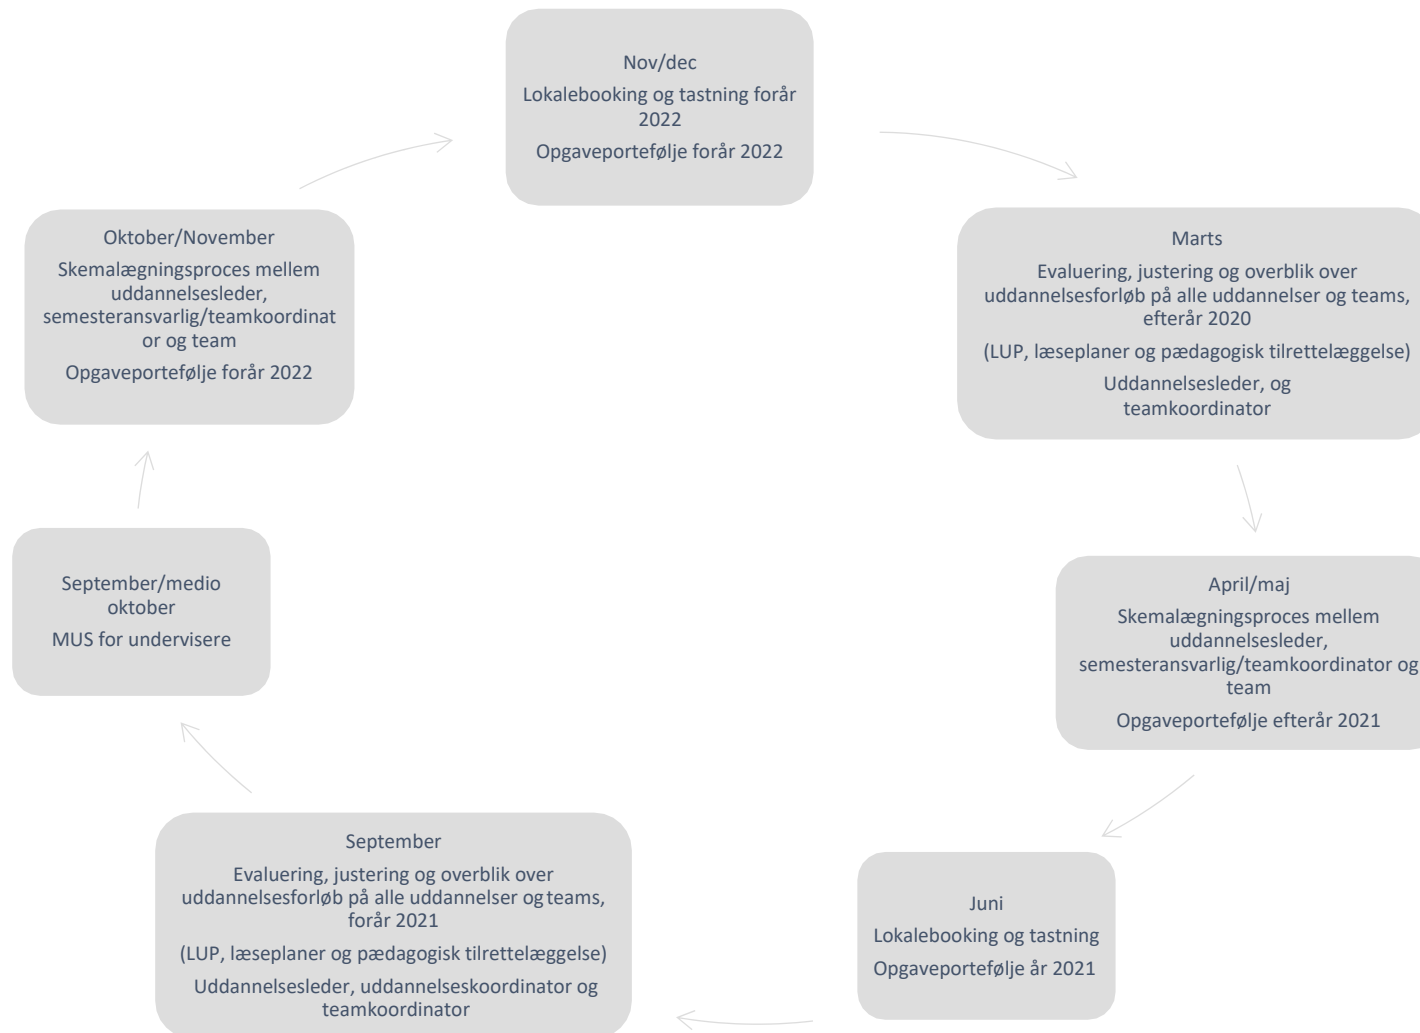 Nov/dec
Lokalebooking og tastning forår
2022
Opgaveportefølje forår 2022
Marts
Evaluering, justering og overblik over
uddannelsesforløb på alle uddannelser og teams,
efterår 2020
(LUP, læseplaner og pædagogisk tilrettelæggelse)
Uddannelsesleder, og
teamkoordinator
April/maj
Skemalægningsproces mellem
uddannelsesleder,
semesteransvarlig/teamkoordinator og
team
Opgaveportefølje efterår 2021
Juni
Lokalebooking og tastning
Opgaveportefølje år 2021
September
Evaluering, justering og overblik over
uddannelsesforløb på alle uddannelser og teams,
forår 2021
(LUP, læseplaner og pædagogisk tilrettelæggelse)
Uddannelsesleder, uddannelseskoordinator og
teamkoordinator
September/medio
oktober
MUS for undervisere
Oktober/November
Skemalægningsproces mellem
uddannelsesleder,
semesteransvarlig/teamkoordinat
or og team
Opgaveportefølje forår 2022